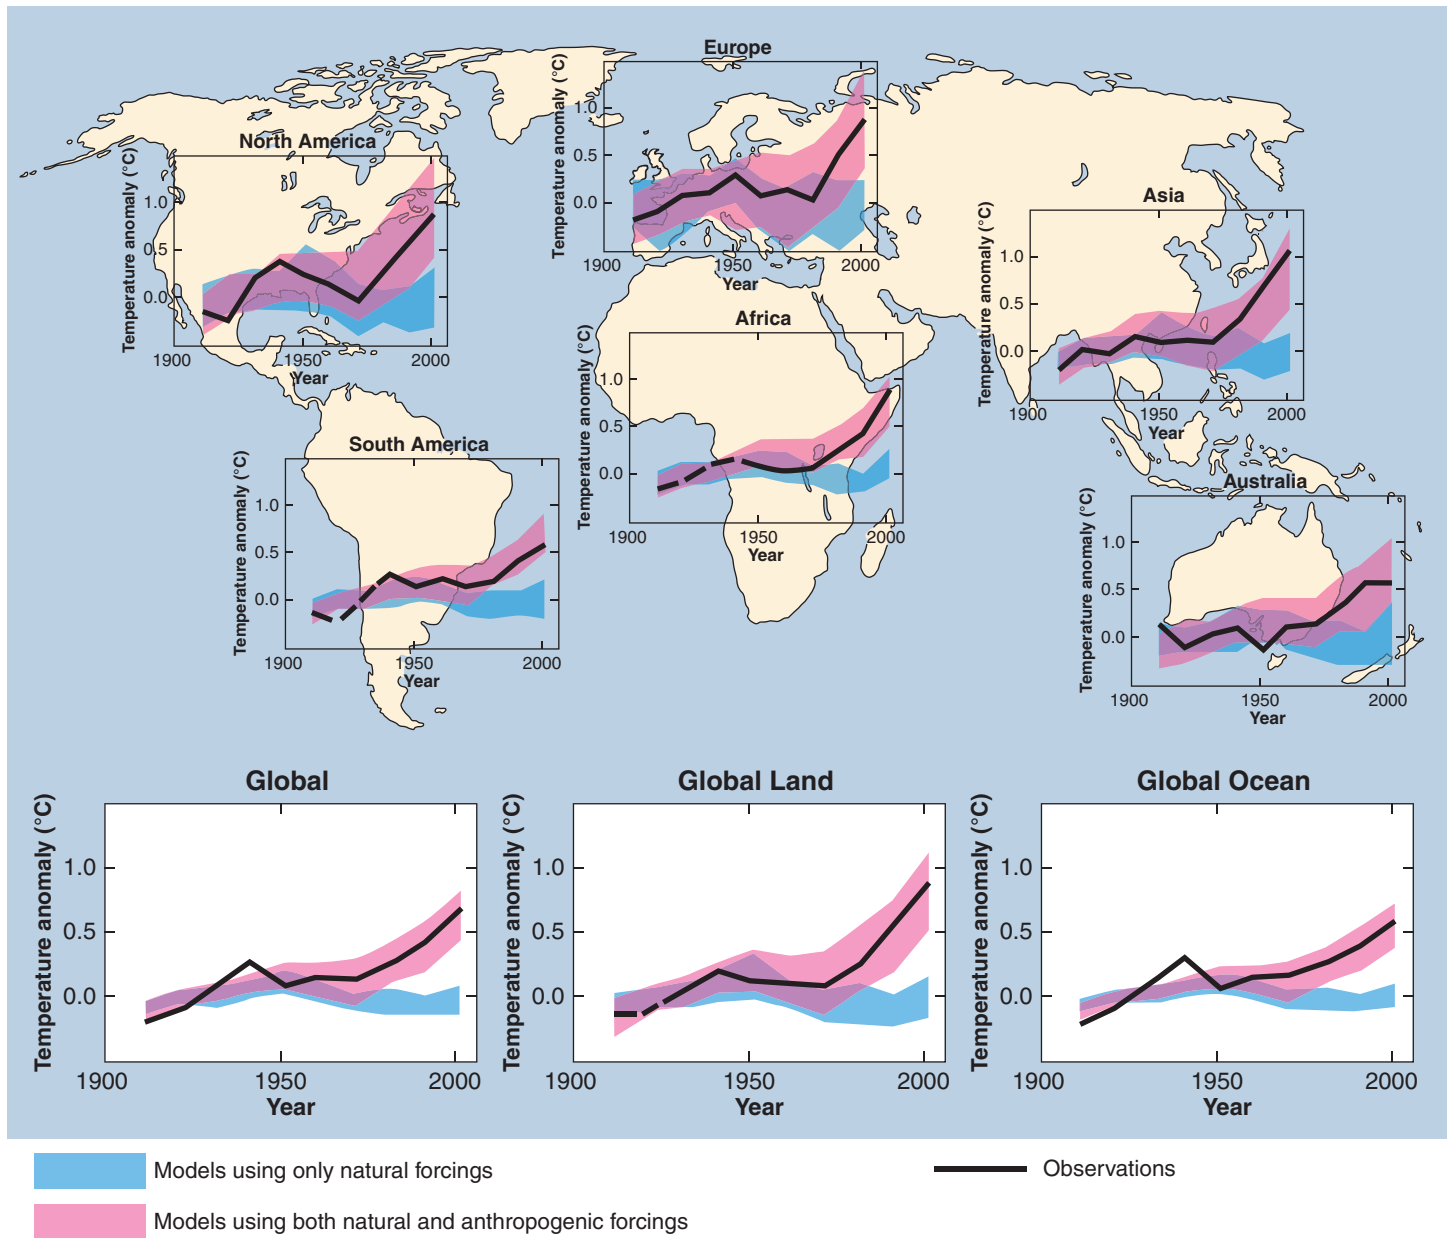 Europe
Temperature anomaly (°C)
1.0
0.5
0.0
1900
1950
2000
Year
North America
Temperature anomaly (°C)
1.0
0.5
0.0
1900
1950
2000
Year
Asia
Temperature anomaly (°C)
1.0
0.5
0.0
1900
1950
2000
Year
Africa
Temperature anomaly (°C)
1.0
0.5
0.0
1900
1950
2000
Year
South America
Temperature anomaly (°C)
1.0
0.5
0.0
1900
1950
2000
Year
Australia
Temperature anomaly (°C)
1.0
0.5
0.0
1900
1950
2000
Year
Global
Temperature anomaly (°C)
1.0
0.5
0.0
1900
1950
2000
Year
Global Land
Temperature anomaly (°C)
1.0
0.5
0.0
1900
1950
2000
Year
Global Ocean
Temperature anomaly (°C)
1.0
0.5
0.0
1900
1950
2000
Year
Models using only natural forcings
Observations
Models using both natural and anthropogenic forcings